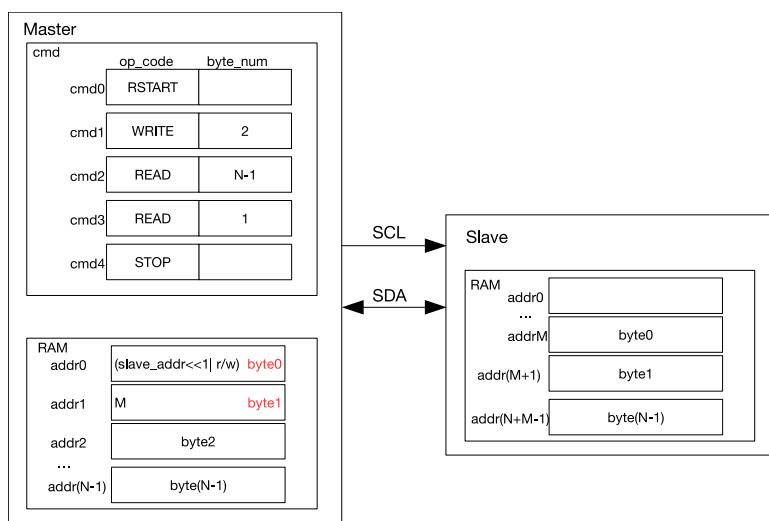 Master
cmd
op_code byte_num
cmd0 RSTART
cmd1 WRITE 2
cmd2 READ N-1
cmd3 READ 1
cmd4 STOP
RAM
addr0 (slave_addr<<1| r/w) byte0
addr1 M byte1
addr2 byte2
...
addr(N-1) byte(N-1)
SCL
SDA
Slave
RAM
addr0
...
addrM byte0
addr(M+1) byte1
addr(N+M-1) byte(N-1)